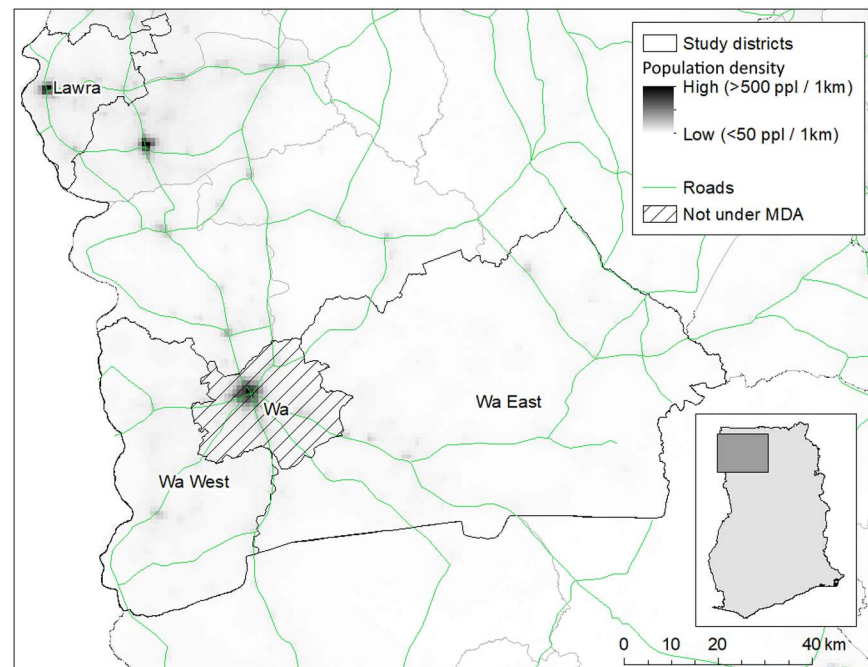 Study districts
Population density
High (>500 ppl / 1km)
Low (<50 ppl / 1km)
Roads
Not under MDA
Lawra
Wa
Wa East
Wa West
0 10 20 40 km